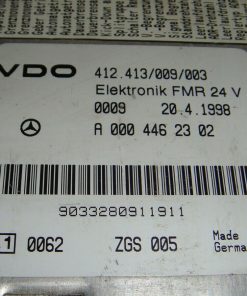 VDO 412.413/009/003
Elektronik FMR 24 V
0009 20.4.1998
A 000 446 23 02
9033280911911
1 0062 ZGS 005 Made
Germany